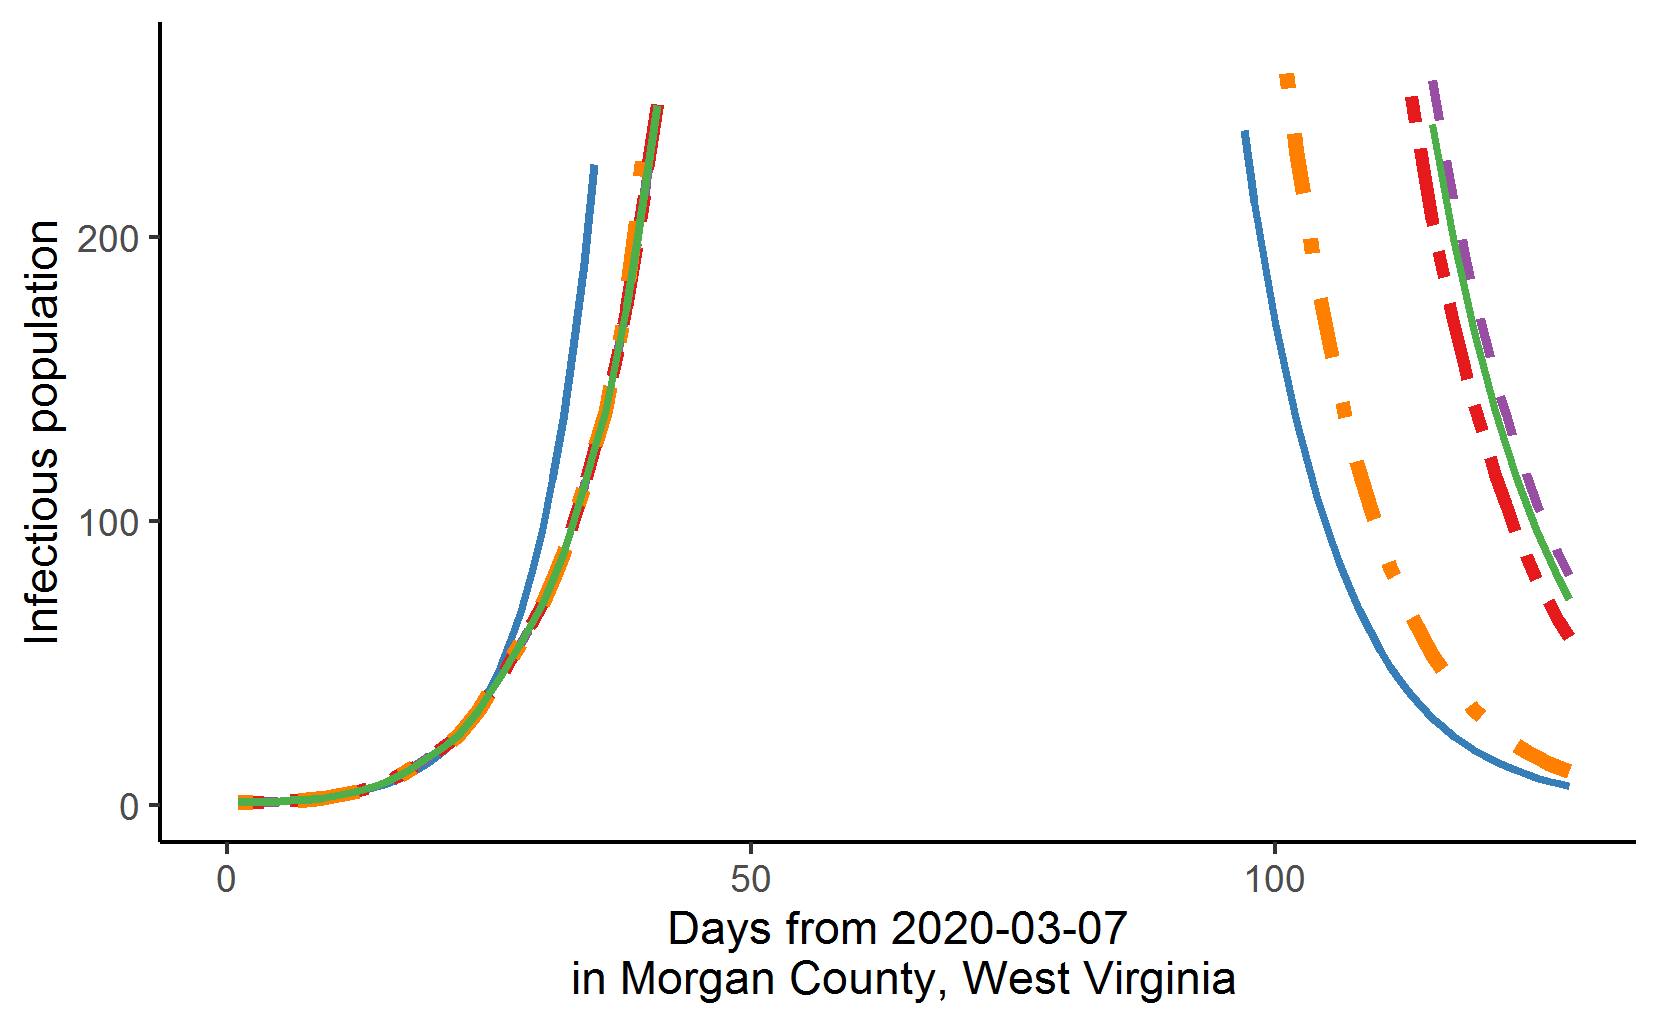 Infectious population
200
100
0
0 50 100
Days from 2020-03-07
in Morgan County, West Virginia